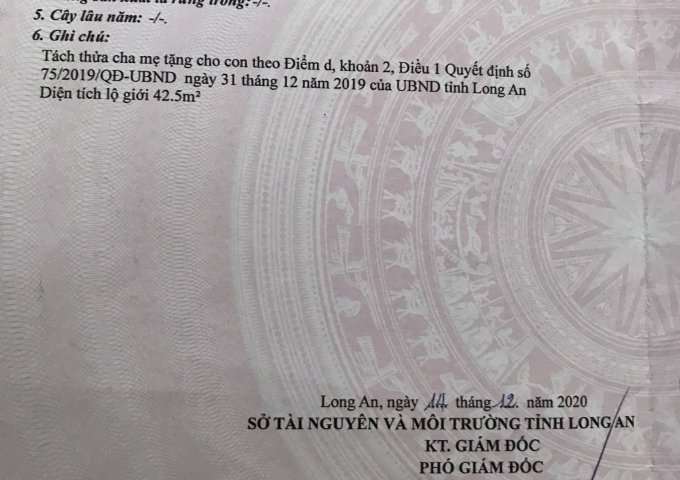 rừng trồng:-/-.
5. Cây lâu năm: -/-.
6. Ghi chú:
Tách thửa cha mẹ tặng cho con theo Điểm d, khoản 2, Điều 1 Quyết định số
75/2019/QĐ-UBND ngày 31 tháng 12 năm 2019 của UBND tỉnh Long An
Diện tích lộ giới 42.5m²
Long An, ngày 14 tháng 12. năm 2020
SỞ TÀI NGUYÊN VÀ MÔI TRƯỜNG TỈNH LONG AN
KT. GIÁM ĐỐC
PHÓ GIÁM ĐỐC